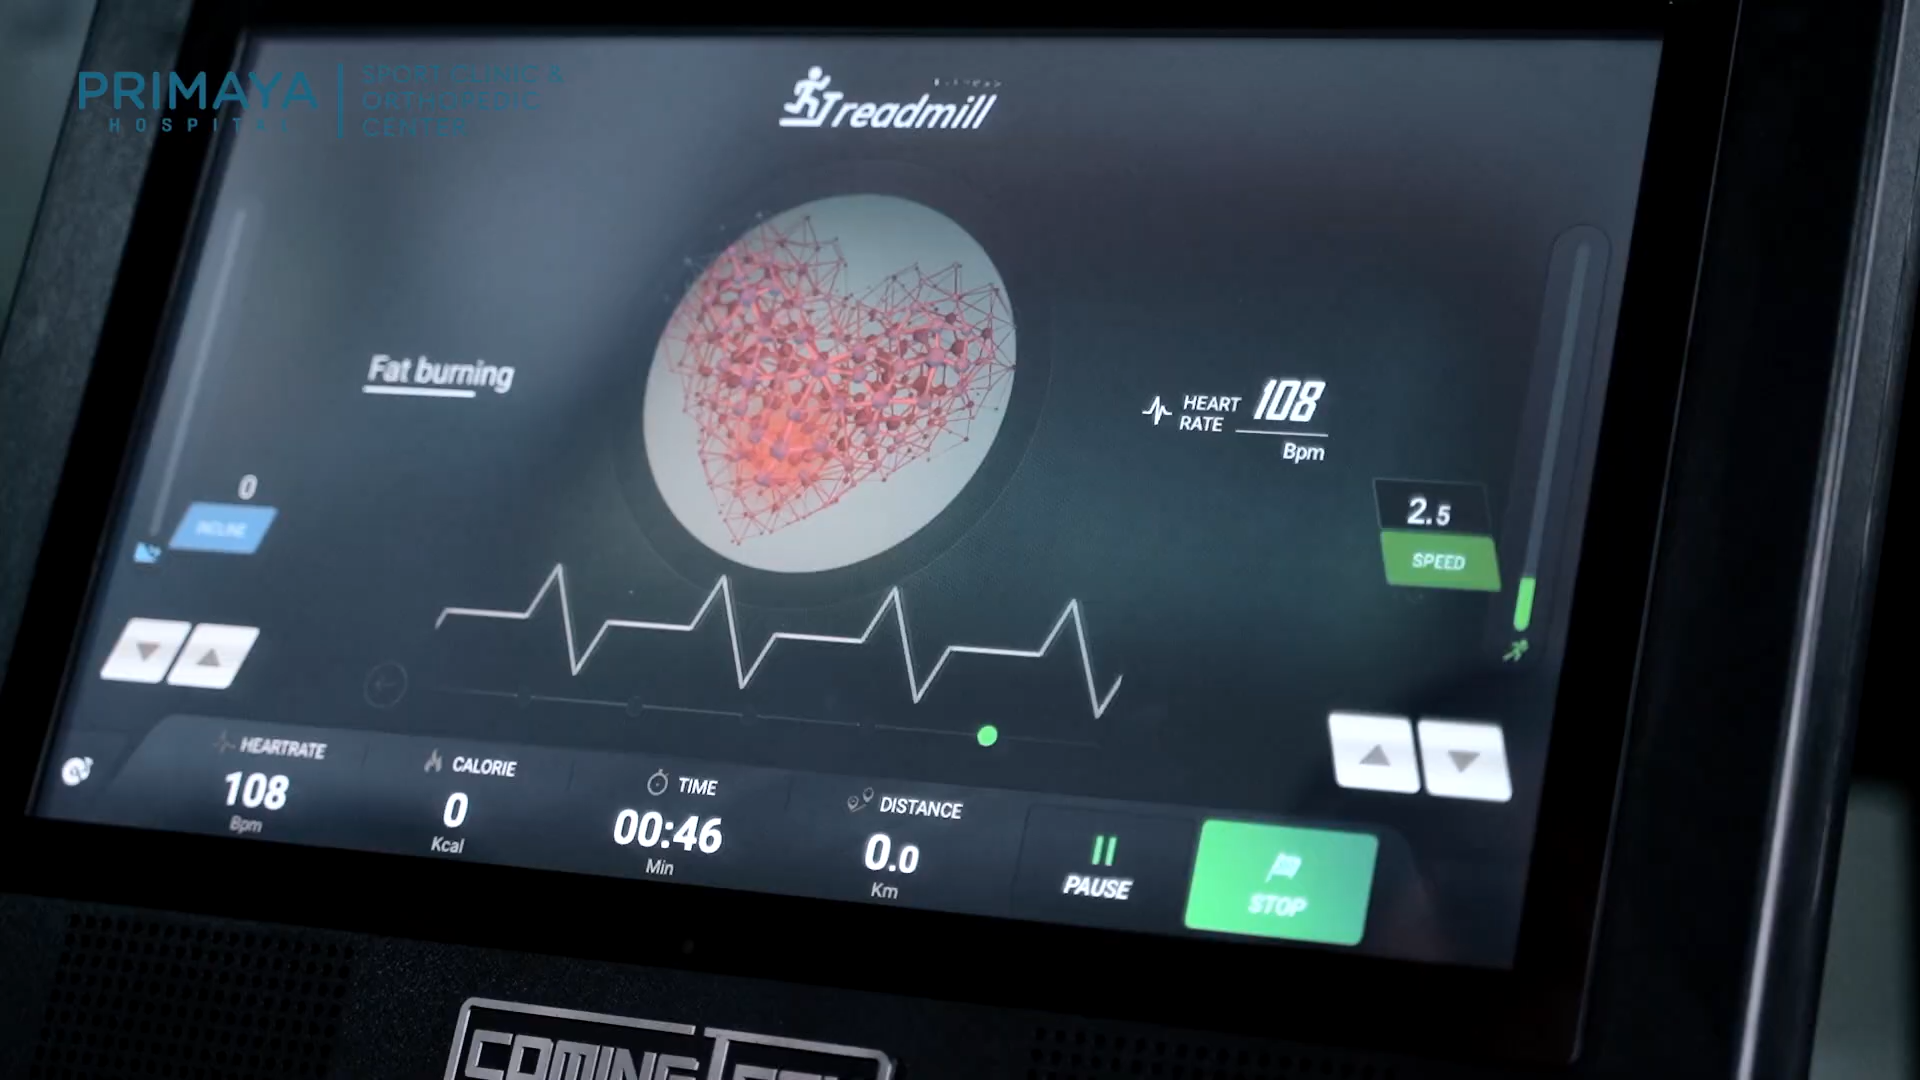 PRIMAYA
HOSPITAL
SPORT CLINIC &
ORTHOPEDIC
CENTER
Treadmill
Fat burning
HEART
RATE
108
Bpm
0
INCLINE
2.5
SPEED
HEARTRATE
108
Bpm
CALORIE
0
Kcal
TIME
00:46
Min
DISTANCE
0.0
Km
PAUSE
STOP